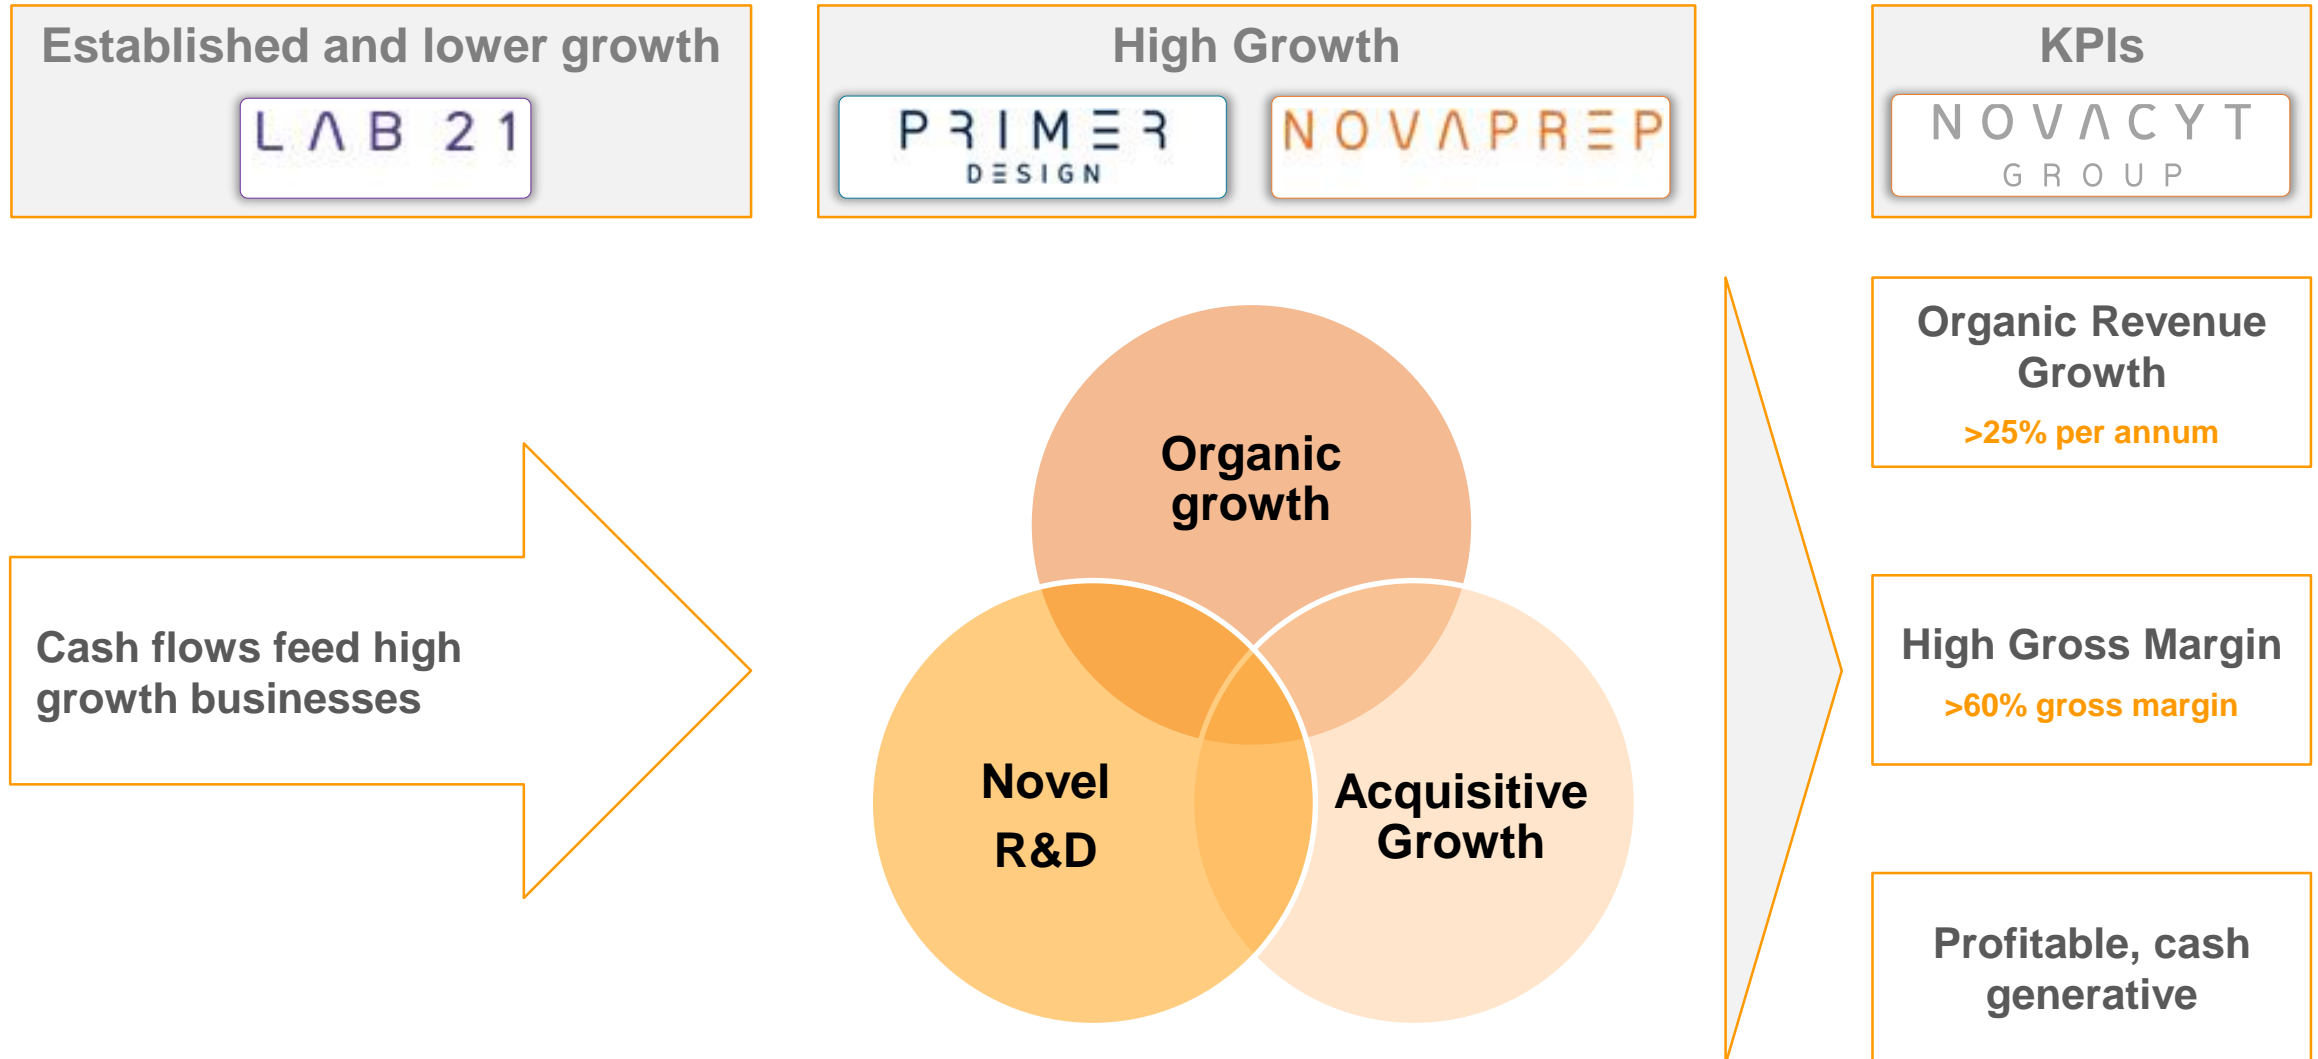 Established and lower growth
LAB 21
High Growth
PRIMER
DESIGN
NOVAPREP
KPIs
NOVACYT
GROUP
Cash flows feed high
growth businesses
Organic
growth
Novel
R&D
Acquisitive
Growth
Organic Revenue
Growth
>25% per annum
High Gross Margin
>60% gross margin
Profitable, cash
generative